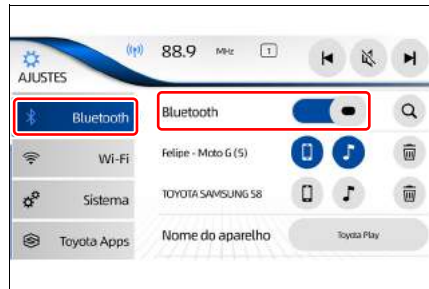 88.9 MHz 1
AJUSTES
Bluetooth
Bluetooth
Wi-Fi
Felipe - Moto G (5)
Sistema
TOYOTA SAMSUNG S8
Toyota Apps
Nome do aparelho
Toyota Play